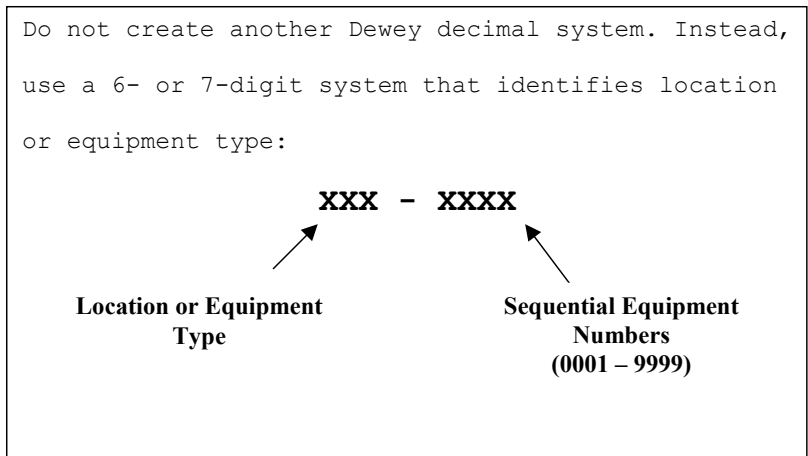 Do not create another Dewey decimal system. Instead,
use a 6- or 7-digit system that identifies location
or equipment type:
XXX - XXXX
Location or Equipment
Type
Sequential Equipment
Numbers
(0001 – 9999)